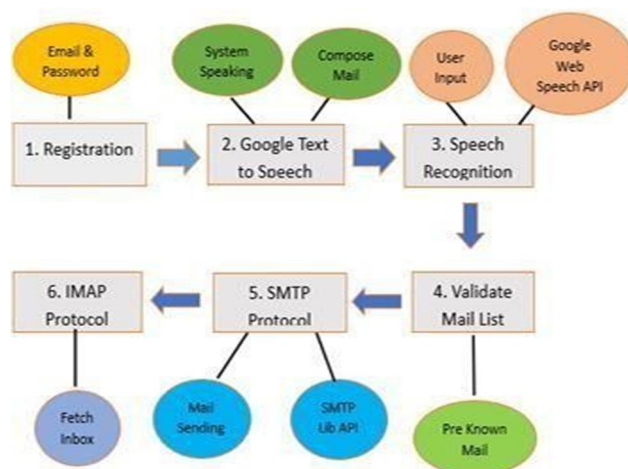 Email &
Password
System
Speaking
Compose
Mail
User
Input
Google
Web
Speech API
1. Registration
2. Google Text
to Speech
3. Speech
Recognition
6. IMAP
Protocol
5. SMTP
Protocol
4. Validate
Mail List
Fetch
Inbox
Mail
Sending
SMTP
Lib API
Pre Known
Mail